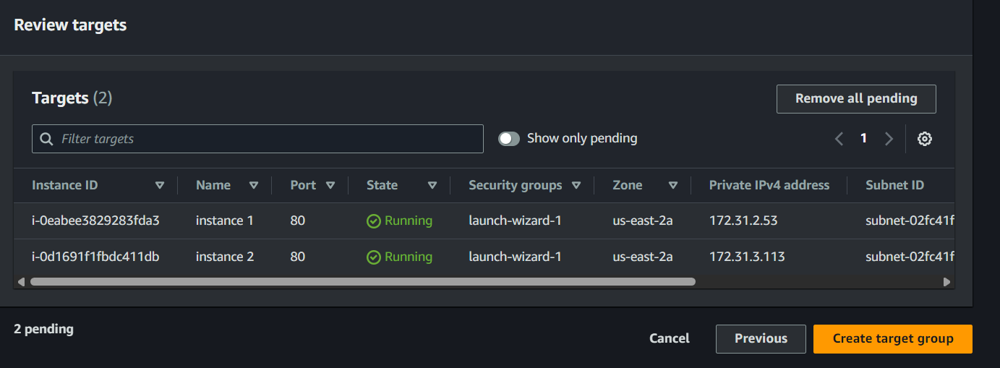 Review targets
Targets (2)
Remove all pending
Filter targets
Show only pending
1
Instance ID Name Port State Security groups Zone Private IPv4 address Subnet ID
i-0eabee3829283fda3 instance 1 80 Running launch-wizard-1 us-east-2a 172.31.2.53 subnet-02fc41f
i-0d1691f1fbdc411db instance 2 80 Running launch-wizard-1 us-east-2a 172.31.3.113 subnet-02fc41f
2 pending
Cancel Previous Create target group